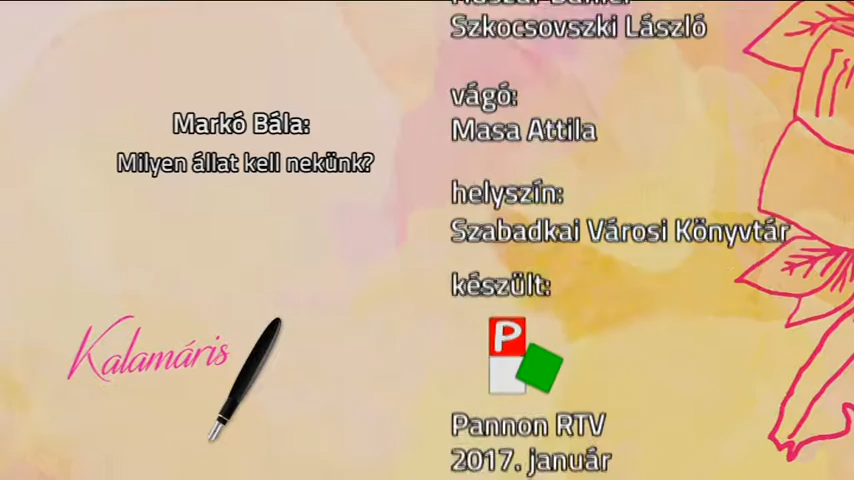 Markó Bála:
Milyen állat kell nekünk?
Kalamáris
Szkocsovszki László
vágó:
Masa Attila
helyszín:
Szabadkai Városi Könyvtár
készült:
P
Pannon RTV
2017. január